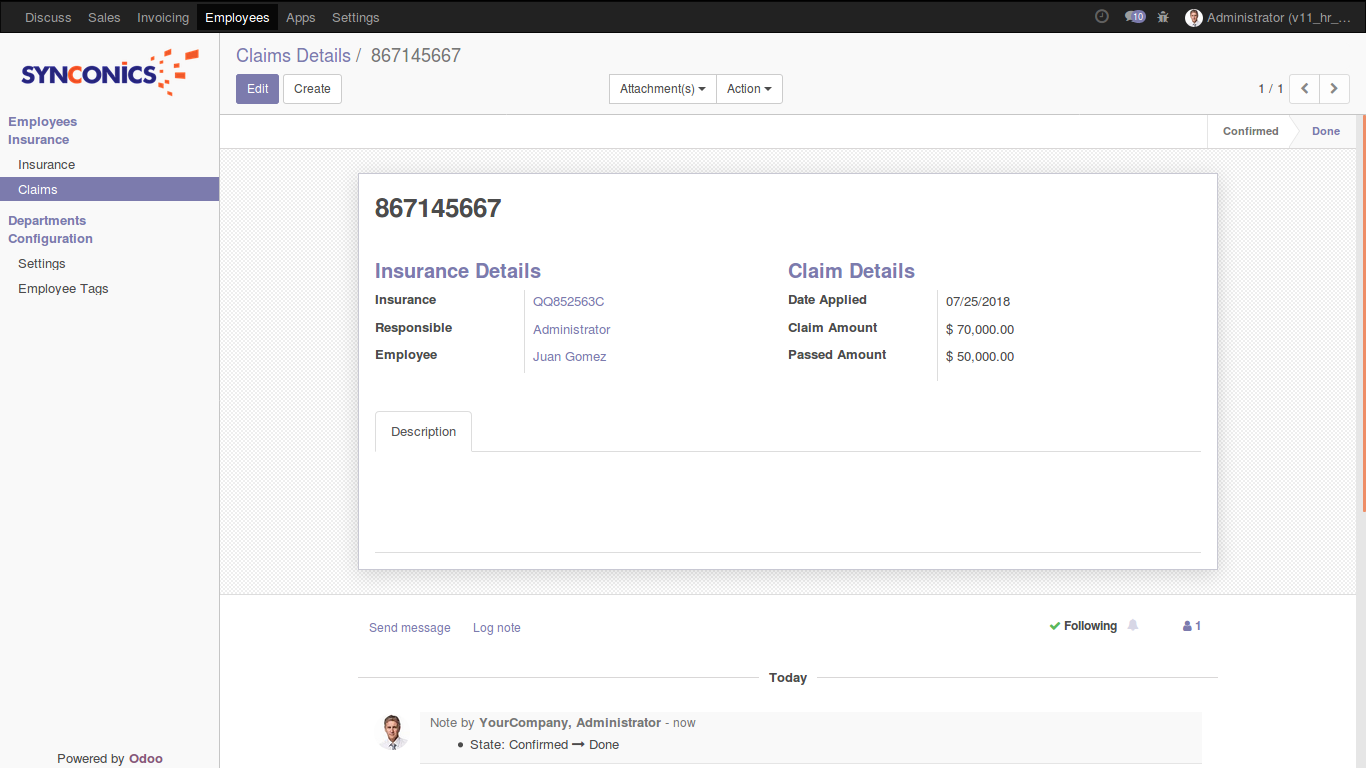 Discuss Sales Invoicing Employees Apps Settings 10 Administrator (v11_hr_...
SYNCONICS
Claims Details / 867145667
Edit Create Attachment(s) Action 1 / 1
Employees
Insurance
Insurance
Claims
Departments
Configuration
Settings
Employee Tags
Powered by Odoo
Confirmed Done
867145667
Insurance Details
Insurance QQ852563C
Responsible Administrator
Employee Juan Gomez
Claim Details
Date Applied 07/25/2018
Claim Amount $ 70,000.00
Passed Amount $ 50,000.00
Description
Send message Log note Following 1
Today
Note by YourCompany, Administrator - now
State: Confirmed → Done